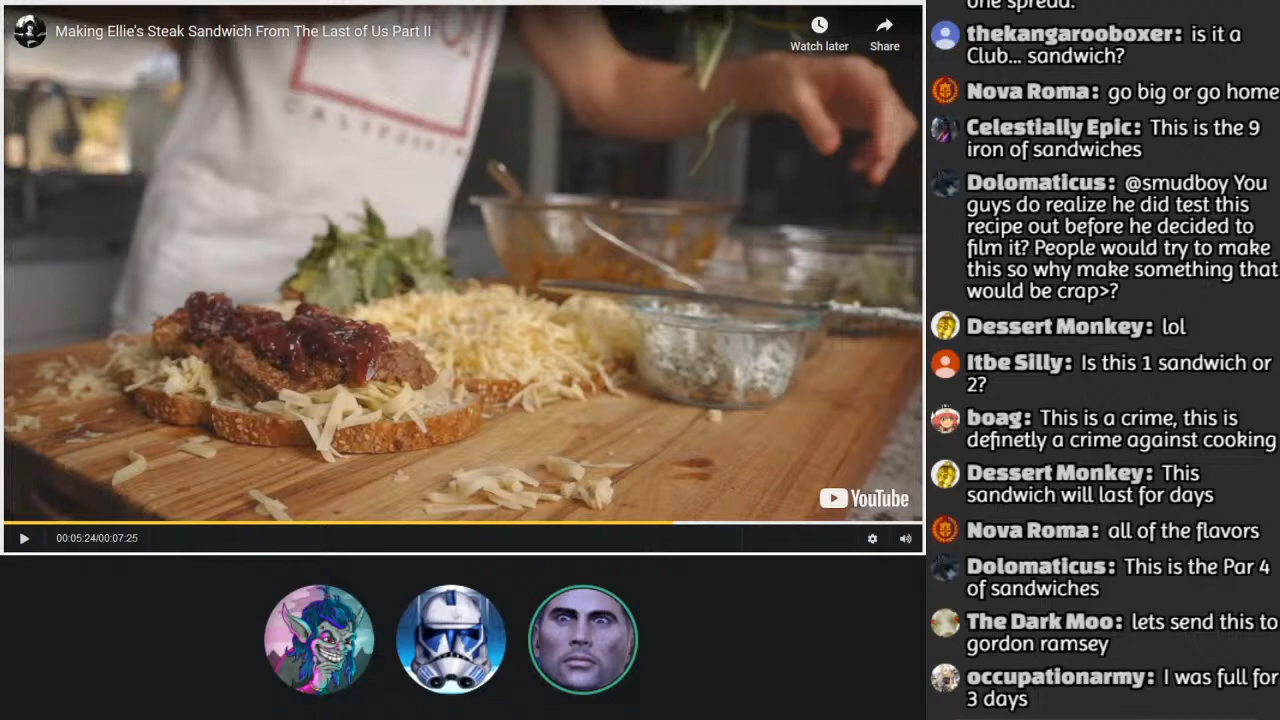 Making Ellie's Steak Sandwich From The Last of Us Part II
Watch later
Share
CALIFORNIA
YouTube
00:05:24/00:07:25
one spread.
thekangarooboxer: is it a
Club... sandwich?
Nova Roma: go big or go home
Celestially Epic: This is the 9
iron of sandwiches
Dolomaticus: @smudboy You
guys do realize he did test this
recipe out before he decided to
film it? People would try to make
this so why make something that
would be crap>?
Dessert Monkey: lol
Itbe Silly: Is this 1 sandwich or
2?
boag: This is a crime, this is
definetly a crime against cooking
Dessert Monkey: This
sandwich will last for days
Nova Roma: all of the flavors
Dolomaticus: This is the Par 4
of sandwiches
The Dark Moo: lets send this to
gordon ramsey
occupationarmy: I was full for
3 days